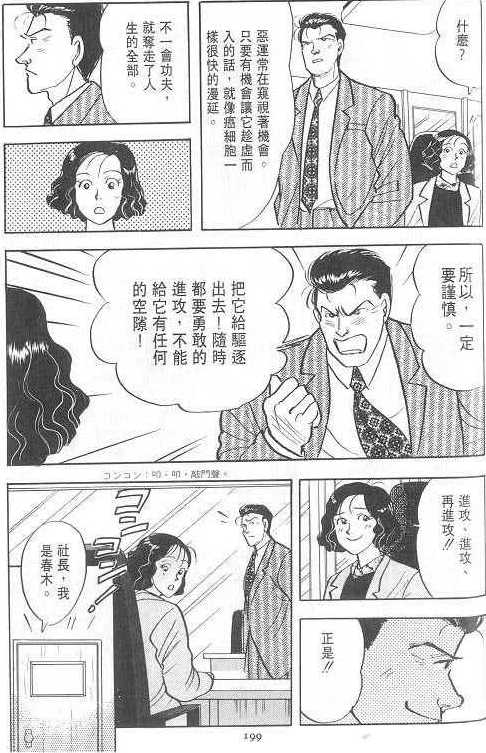 什麼？
惡運常在窺視著機會。
只要有機會讓它趁虛而
入的話，就像癌細胞一
樣很快的漫延。
不一會功夫，
就奪走了人
生的全部。
所以，一定
要謹慎。
把它給驅逐
出去！隨時
都要勇敢的
進攻，不能
給它有任何
的空隙！
コンコン：叩、叩，敲門聲。
進攻、進攻、
再進攻!!
正是!!
コンコン
社長，我
是春木。
199